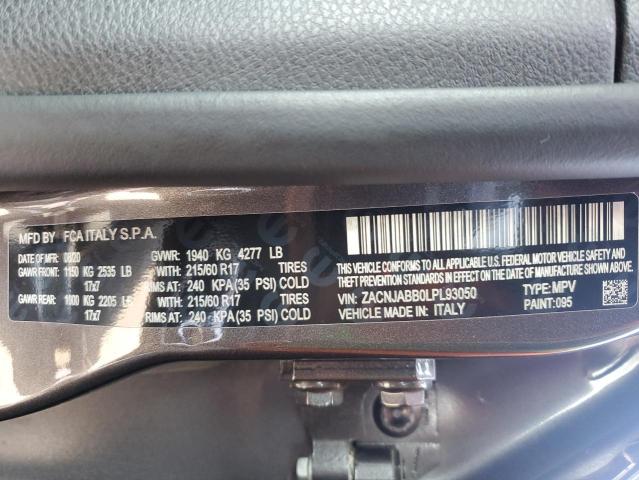 MFD BY FCA ITALY S.P.A.
DATE OF MFR: 0820 GVWR: 1940 KG 4277 LB
GAWR FRONT: 1150 KG 2535 LB WITH: 215/60 R17 TIRES
17x7 RIMS AT: 240 KPA(35 PSI) COLD
GAWR REAR: 1000 KG 2205 LB WITH: 215/60 R17 TIRES
17x7 RIMS AT: 240 KPA(35 PSI) COLD
THIS VEHICLE CONFORMS TO ALL APPLICABLE U.S. FEDERAL MOTOR VEHICLE SAFETY AND
THEFT PREVENTION STANDARDS IN EFFECT ON THE DATE OF MANUFACTURE SHOWN ABOVE.
VIN: ZACNJABB0LPL93050 TYPE: MPV
VEHICLE MADE IN: ITALY PAINT: 095